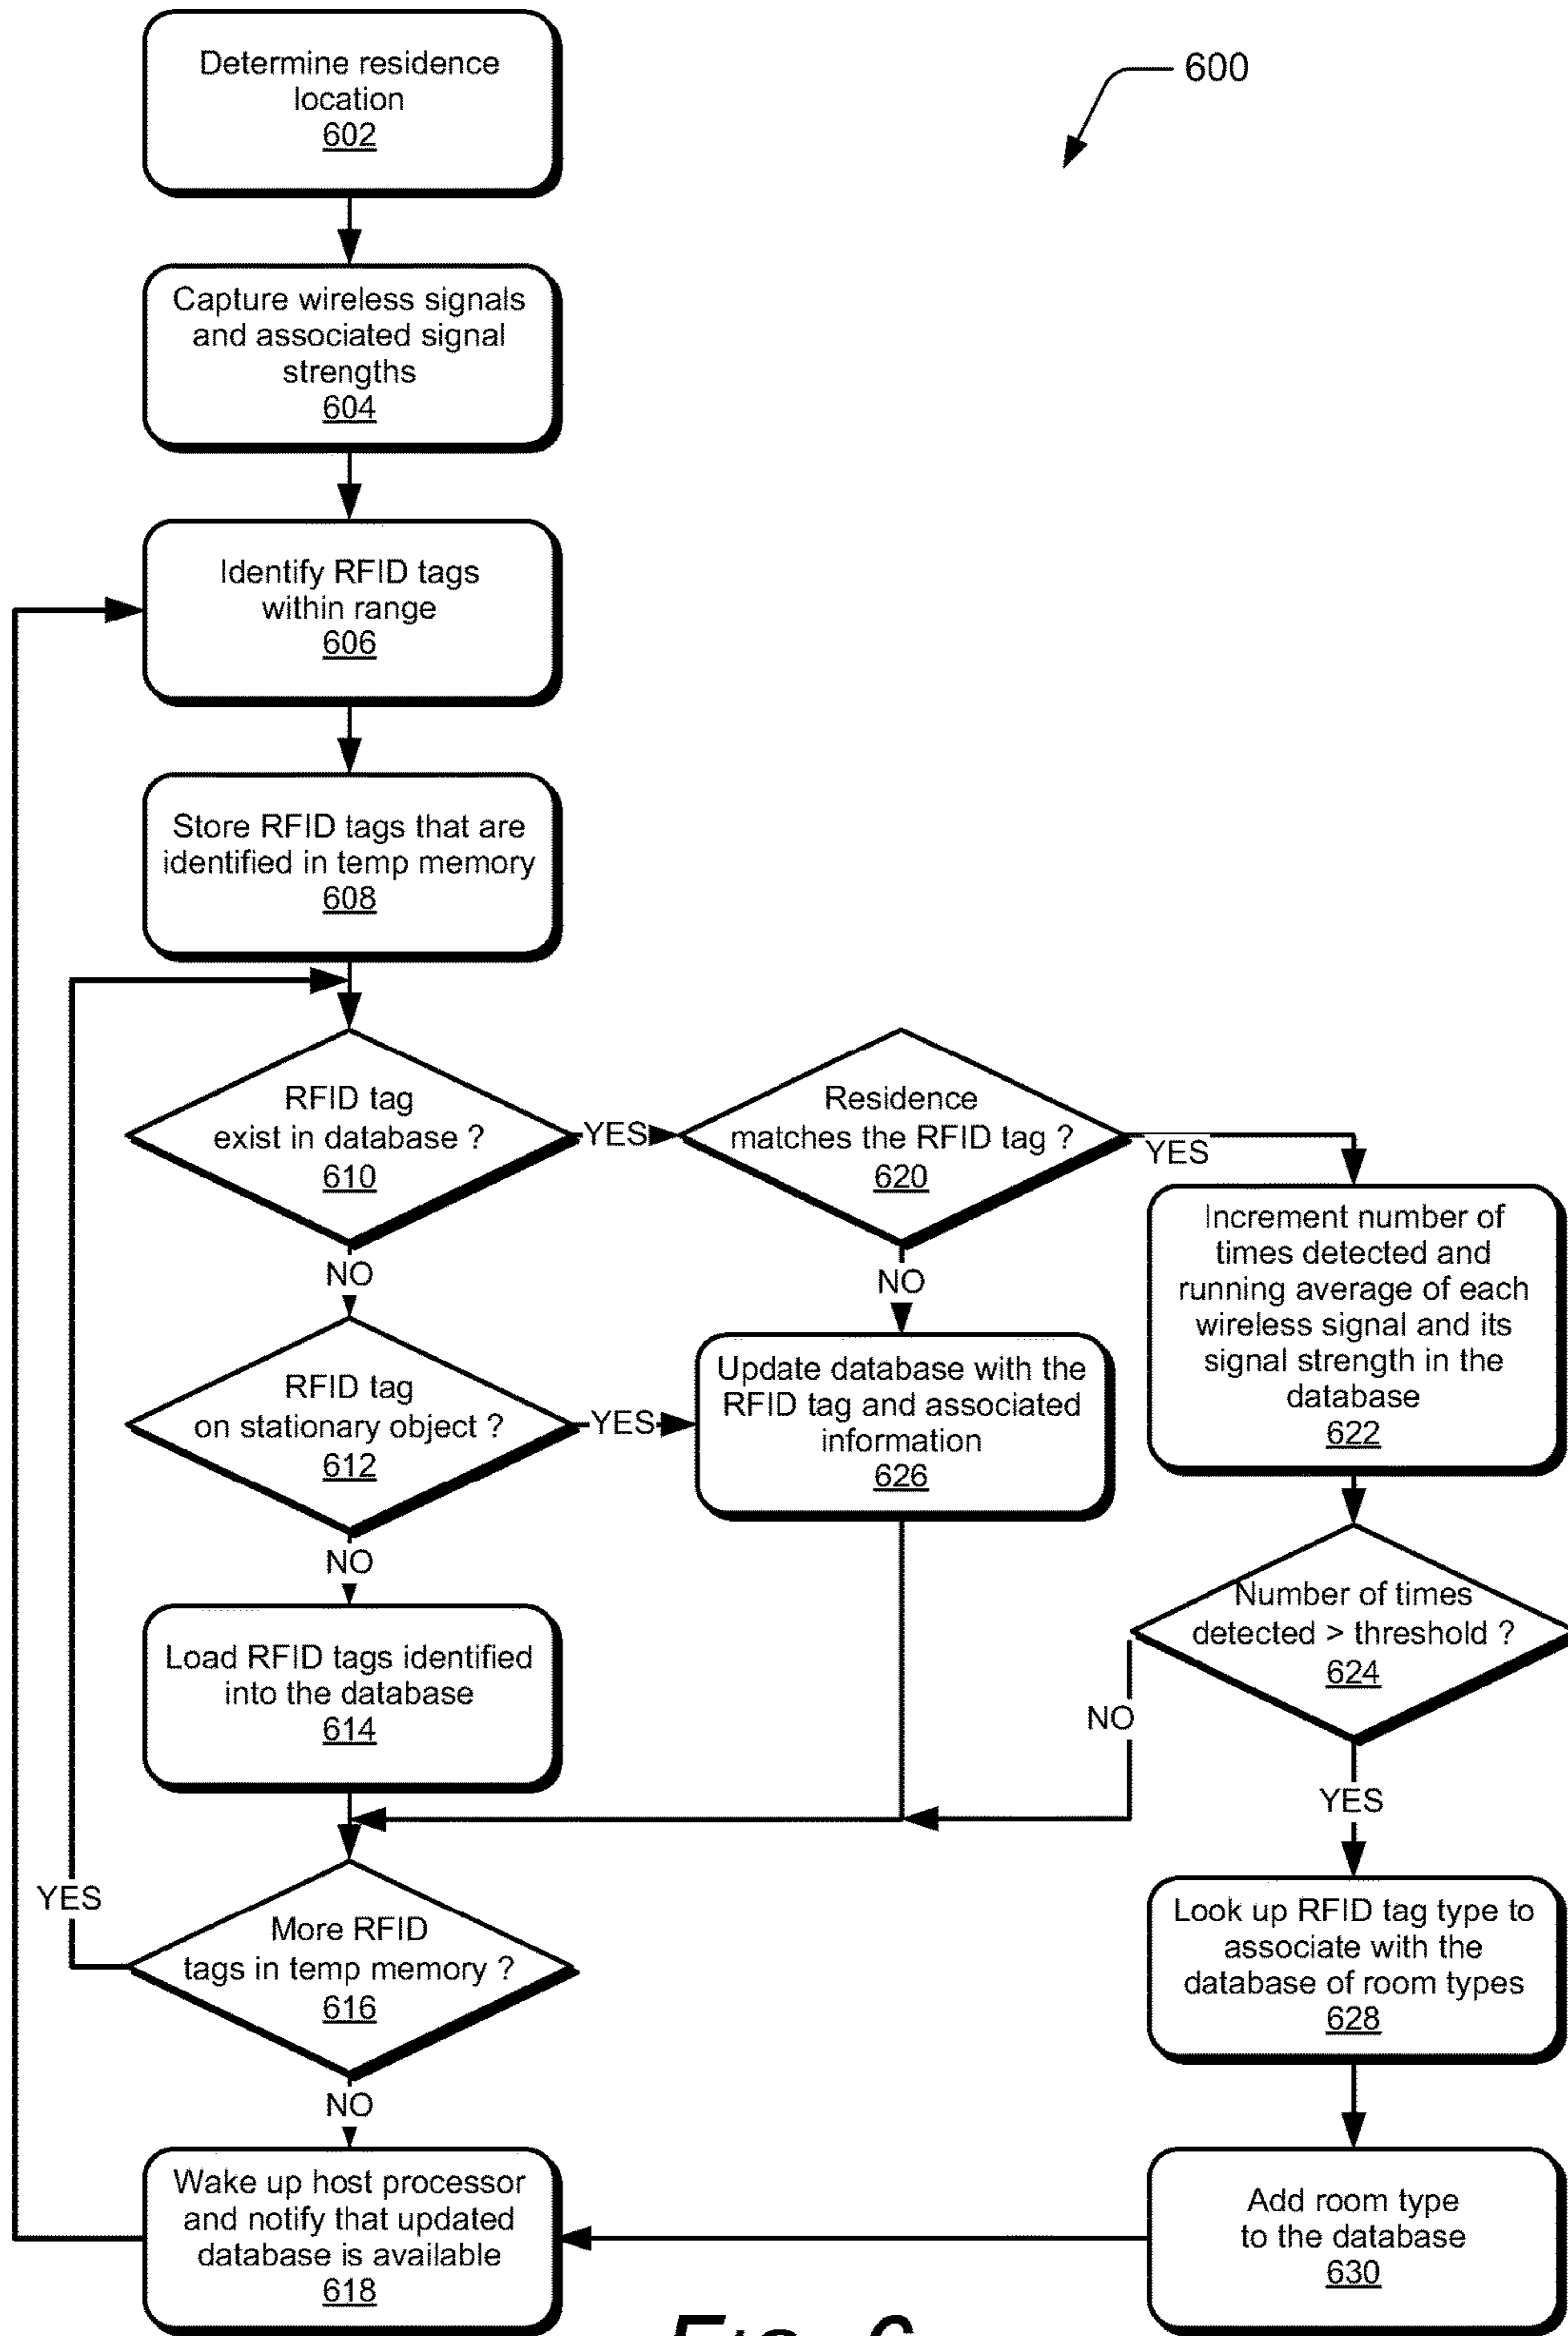 Determine residence
location
602
600
Capture wireless signals
and associated signal
strengths
604
Identify RFID tags
within range
606
Store RFID tags that are
identified in temp memory
608
RFID tag
exist in database ?
610
YES
Residence
matches the RFID tag ?
620
YES
NO
NO
Increment number of
times detected and
running average of each
wireless signal and its
signal strength in the
database
622
RFID tag
on stationary object ?
612
YES
Update database with the
RFID tag and associated
information
626
NO
Number of times
detected > threshold ?
624
NO
YES
Load RFID tags identified
into the database
614
YES
More RFID
tags in temp memory ?
616
NO
Look up RFID tag type to
associate with the
database of room types
628
Wake up host processor
and notify that updated
database is available
618
Add room type
to the database
630
FIG. 6